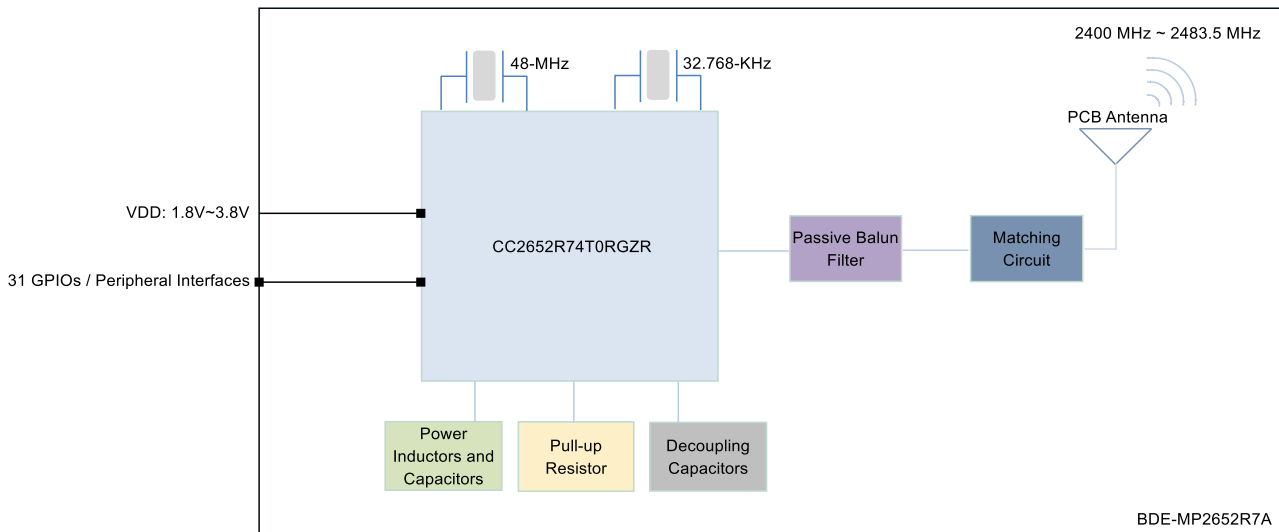 2400 MHz ~ 2483.5 MHz
48-MHz
32.768-KHz
PCB Antenna
VDD: 1.8V~3.8V
CC2652R74T0RGZR
Passive Balun
Filter
Matching
Circuit
31 GPIOs / Peripheral Interfaces
Power
Inductors and
Capacitors
Pull-up
Resistor
Decoupling
Capacitors
BDE-MP2652R7A